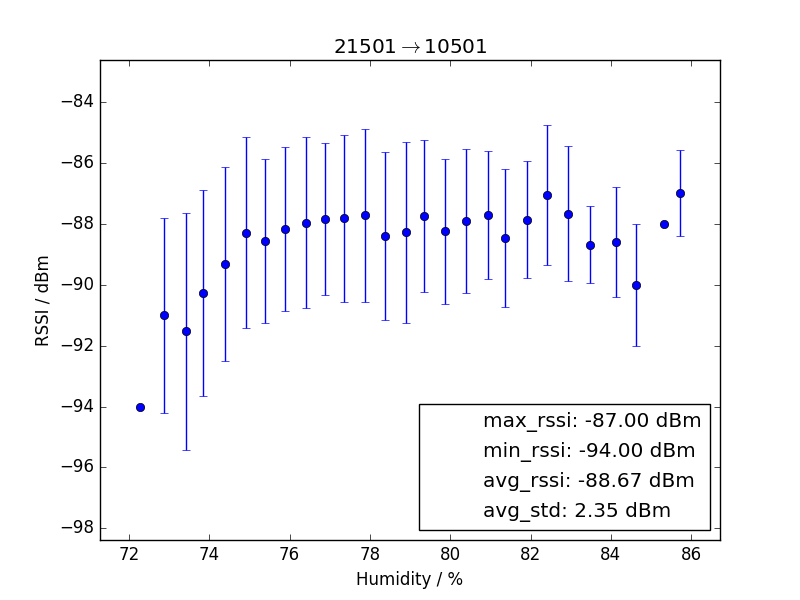 21501→10501
−84
−86
−88
−90
−92
−94
−96
−98
RSSI / dBm
max_rssi: -87.00 dBm
min_rssi: -94.00 dBm
avg_rssi: -88.67 dBm
avg_std: 2.35 dBm
72 74 76 78 80 82 84 86
Humidity / %